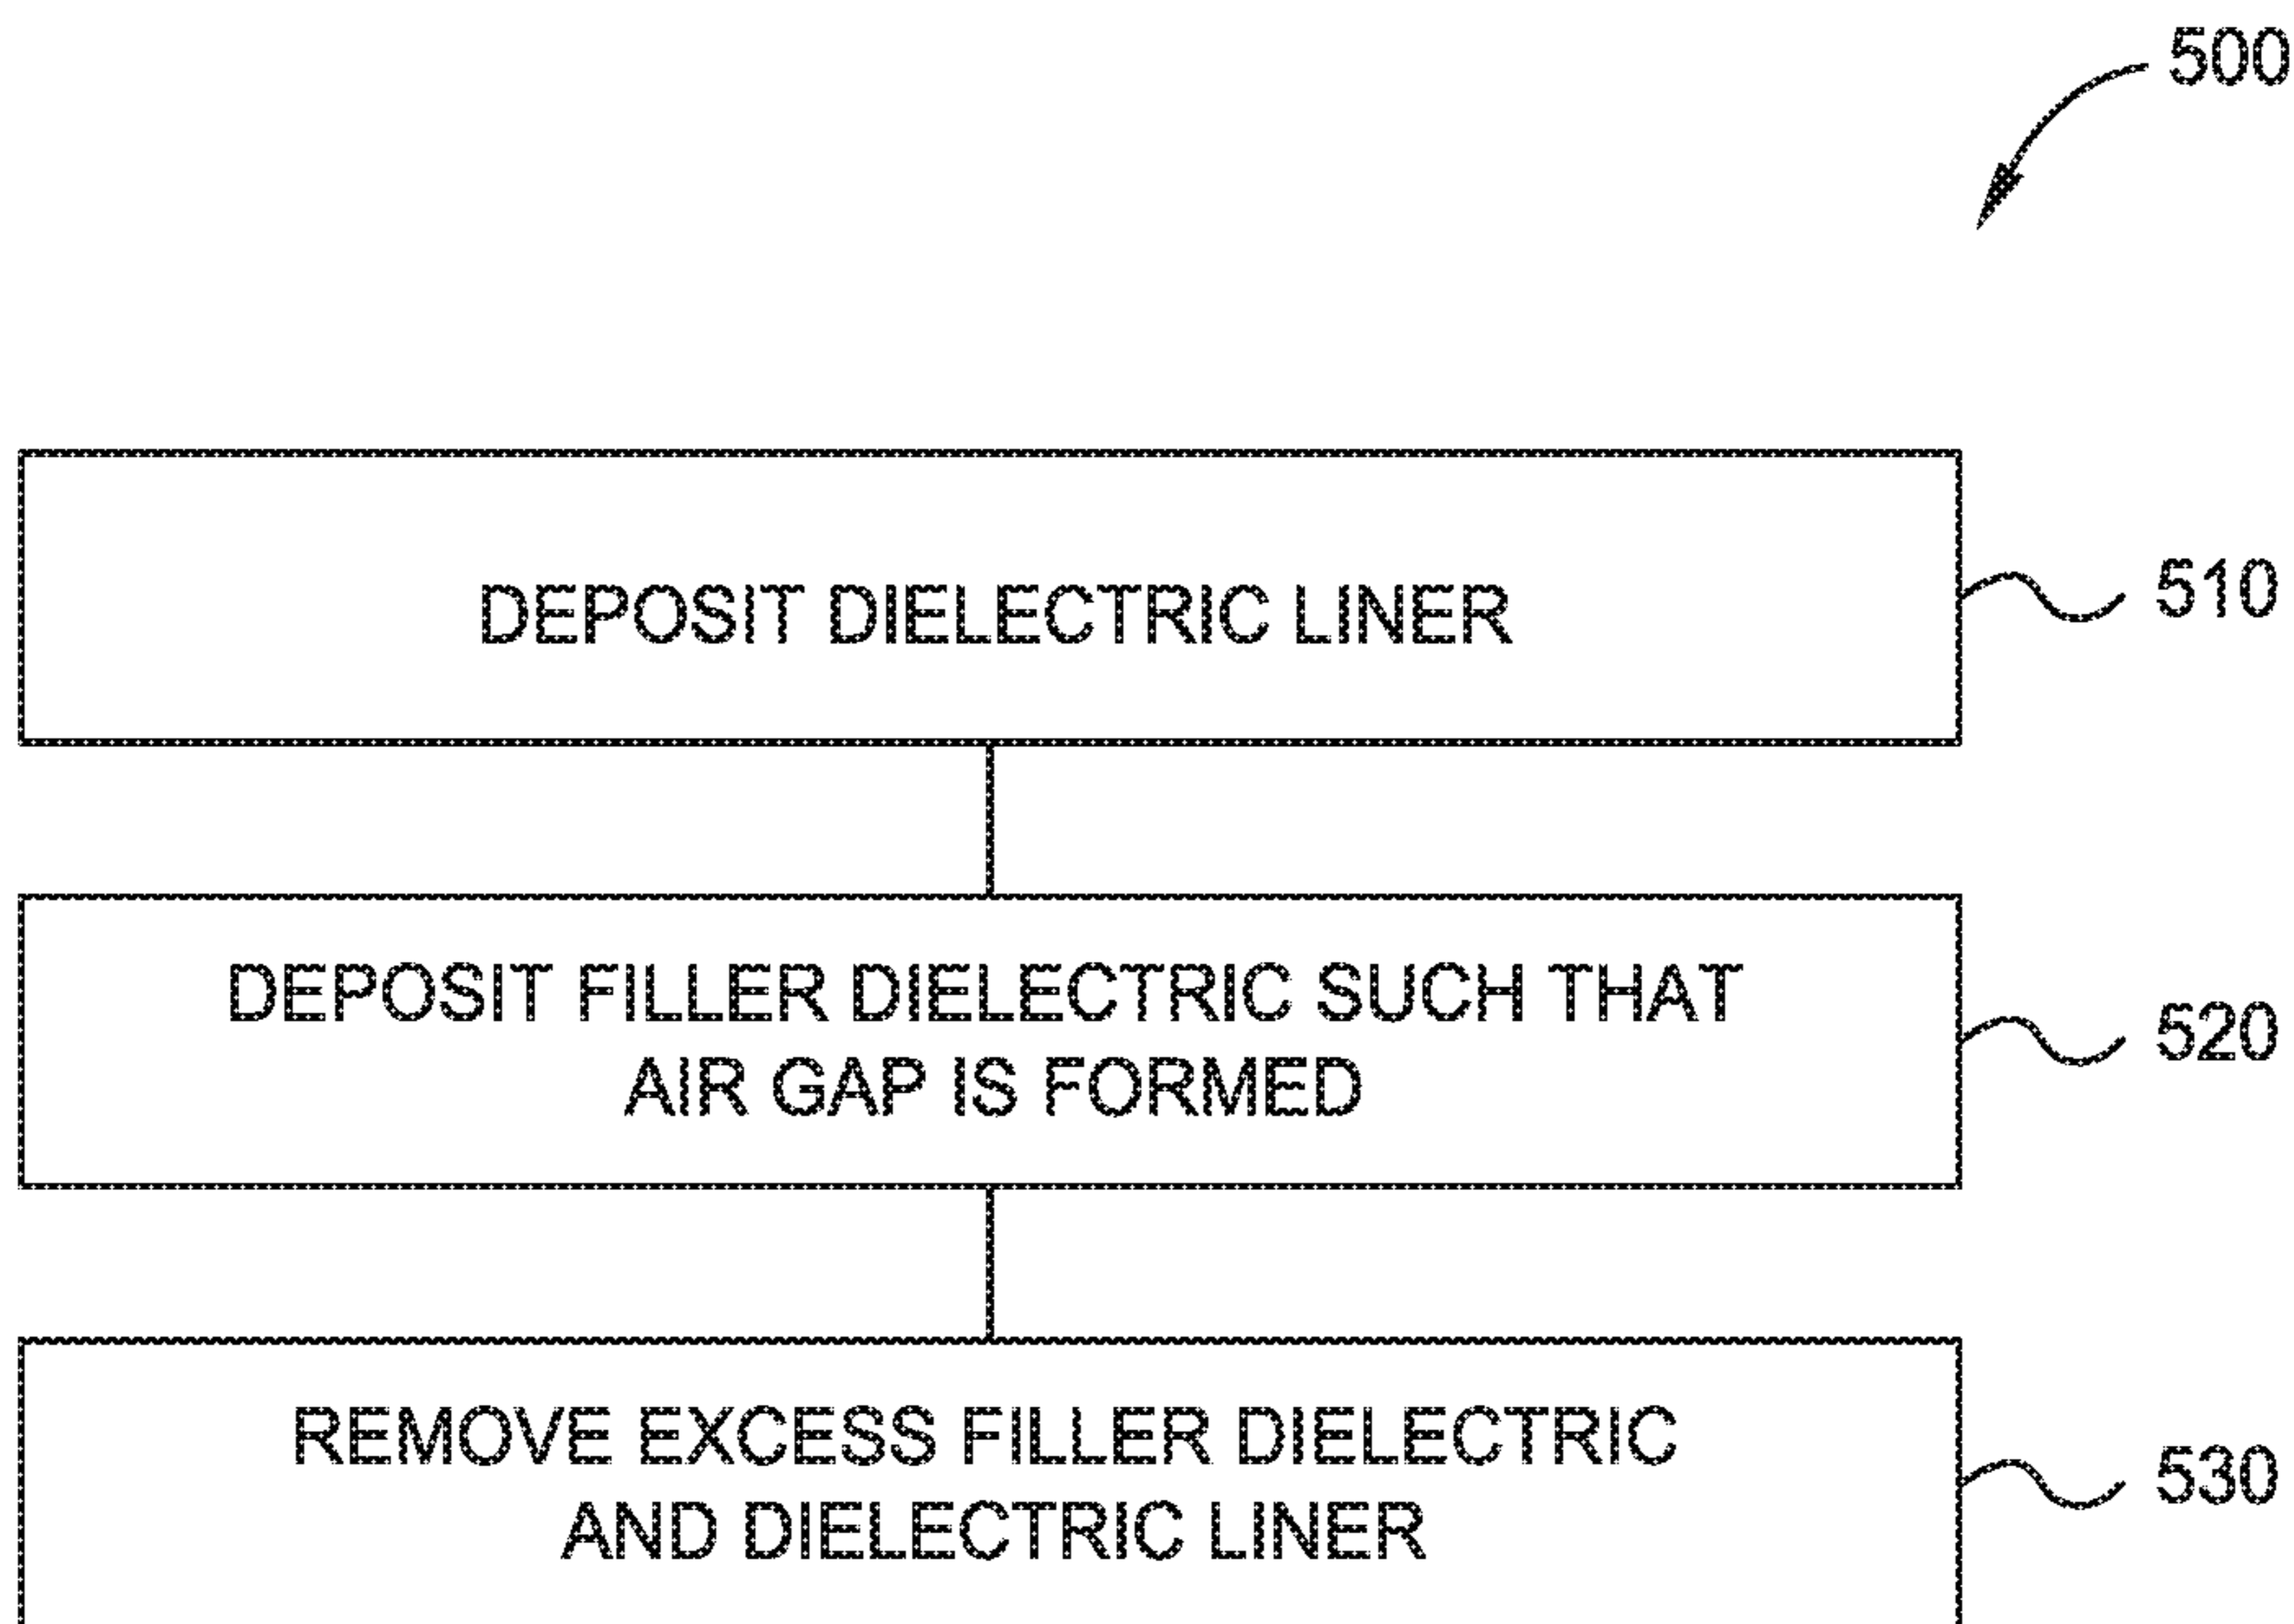 500
DEPOSIT DIELECTRIC LINER
510
DEPOSIT FILLER DIELECTRIC SUCH THAT
AIR GAP IS FORMED
520
REMOVE EXCESS FILLER DIELECTRIC
AND DIELECTRIC LINER
530